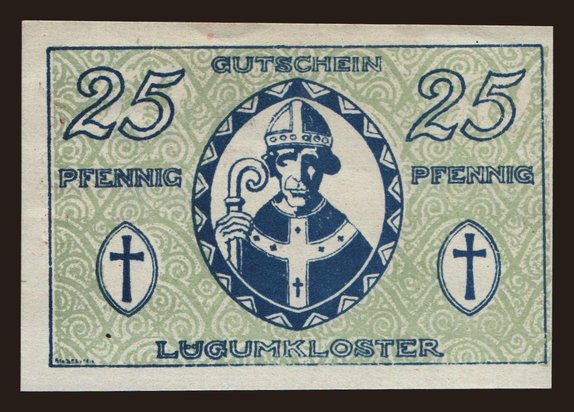 GUTSCHEIN
25 25
PFENNIG PFENNIG
LÜGUMKLOSTER